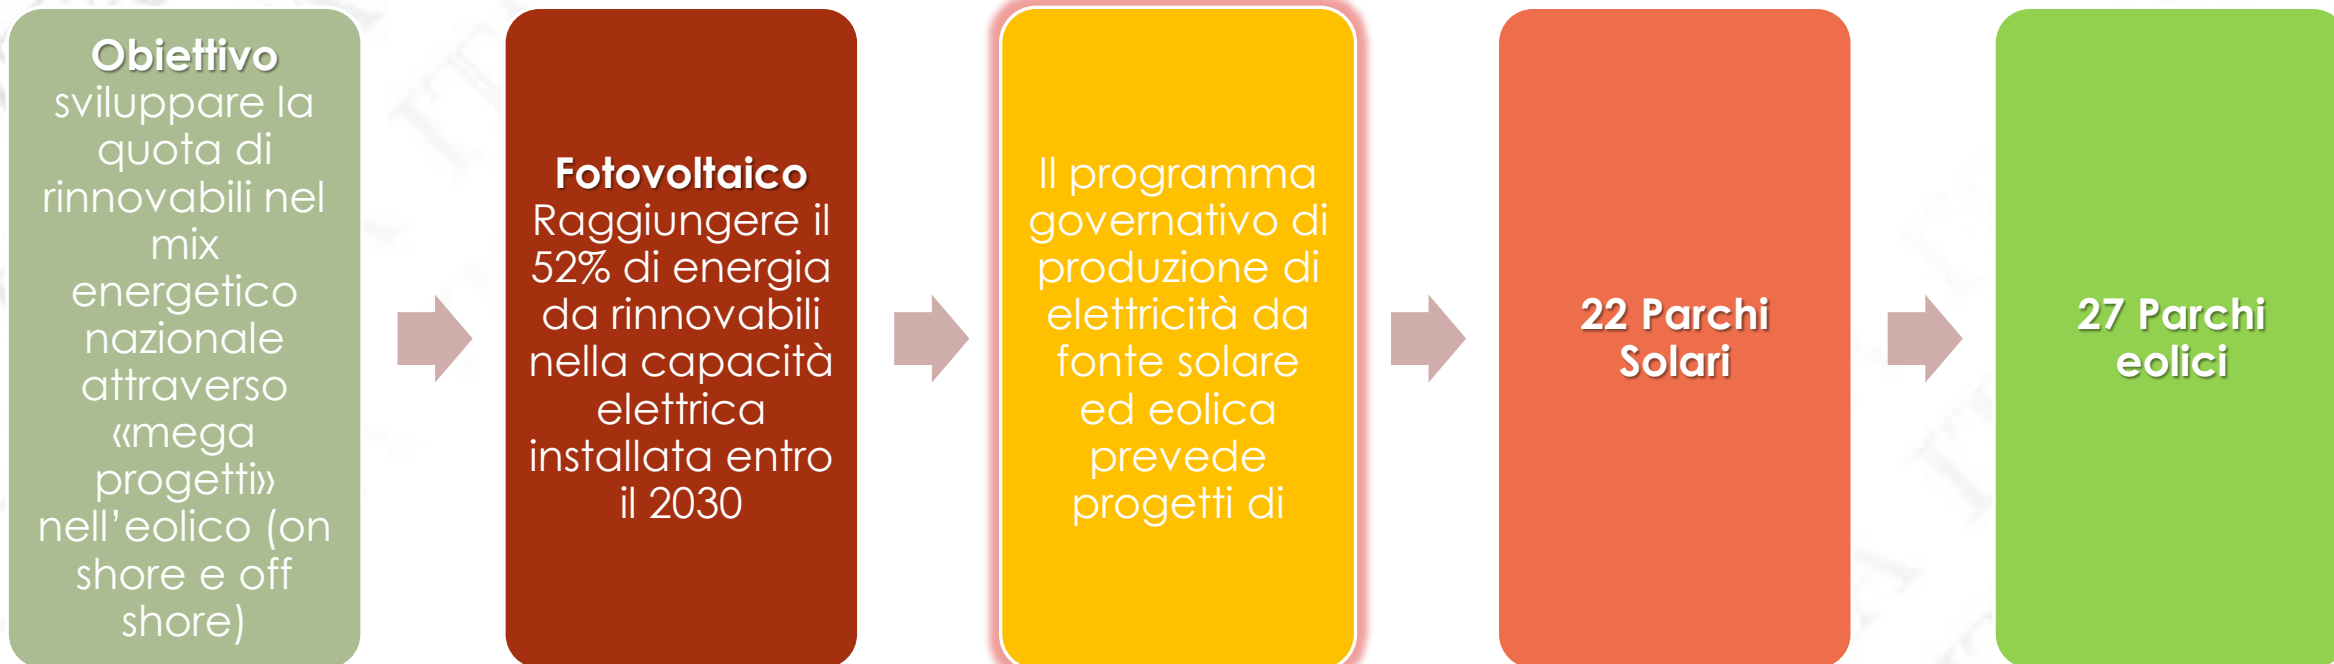 Obiettivo
sviluppare la
quota di
rinnovabili nel
mix
energetico
nazionale
attraverso
«mega
progetti»
nell’eolico (on
shore e off
shore)
Fotovoltaico
Raggiungere il
52% di energia
da rinnovabili
nella capacità
elettrica
installata entro
il 2030
Il programma
governativo di
produzione di
elettricità da
fonte solare
ed eolica
prevede
progetti di
22 Parchi
Solari
27 Parchi
eolici